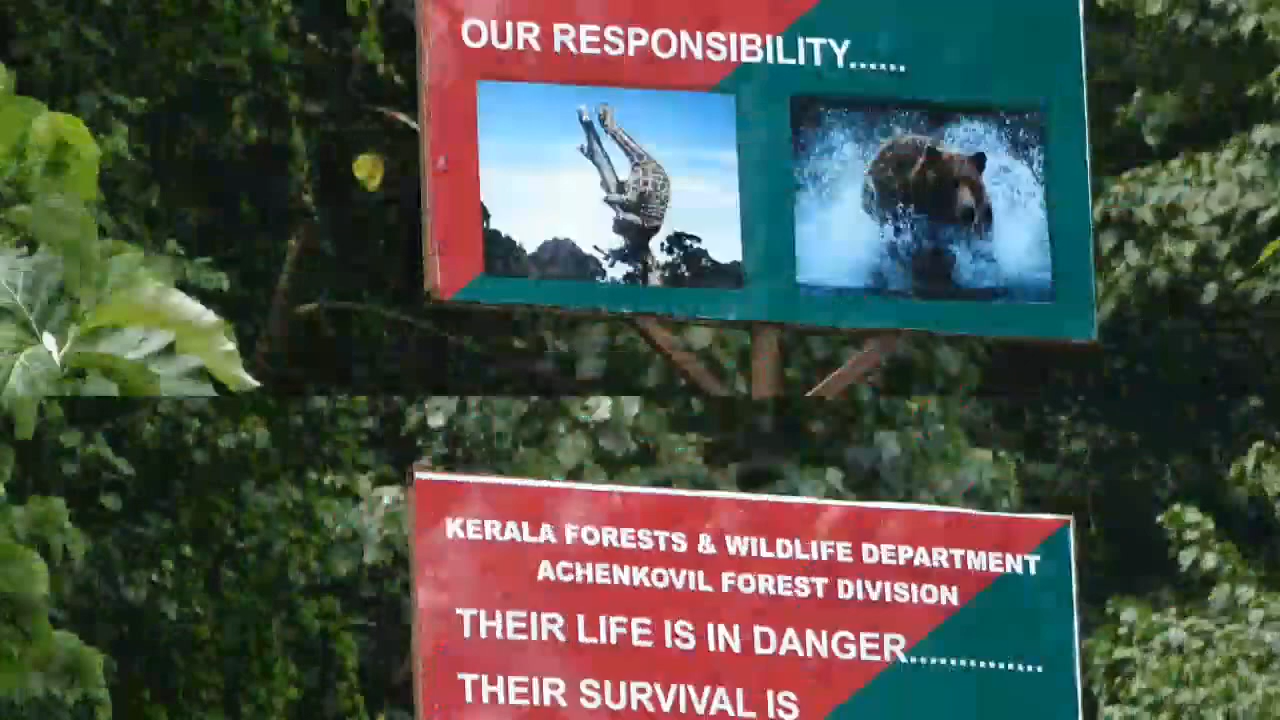 OUR RESPONSIBILITY......
KERALA FORESTS & WILDLIFE DEPARTMENT
ACHENKOVIL FOREST DIVISION
THEIR LIFE IS IN DANGER...............
THEIR SURVIVAL IS